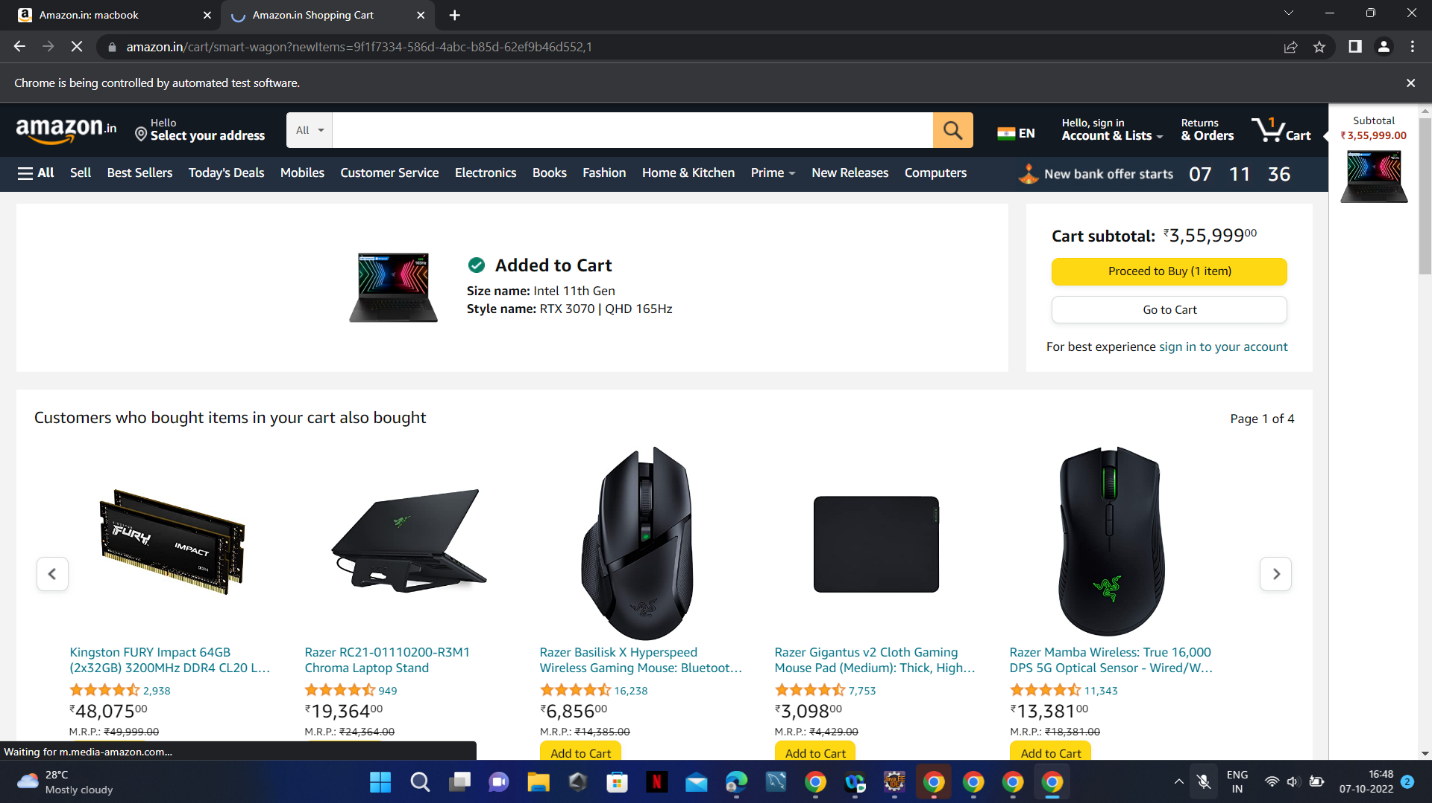 Amazon.in: macbook
Amazon.in Shopping Cart
amazon.in/cart/smart-wagon?newItems=9f1f7334-586d-4abc-b85d-62ef9b46d552,1
Chrome is being controlled by automated test software.
amazon.in
Hello
Select your address
All
EN
Hello, sign in
Account & Lists
Returns
& Orders
1
Cart
Subtotal
₹3,55,999.00
All
Sell
Best Sellers
Today's Deals
Mobiles
Customer Service
Electronics
Books
Fashion
Home & Kitchen
Prime
New Releases
Computers
New bank offer starts 07 11 36
Added to Cart
Size name: Intel 11th Gen
Style name: RTX 3070 | QHD 165Hz
Cart subtotal: ₹3,55,99900
Proceed to Buy (1 item)
Go to Cart
For best experience sign in to your account
Customers who bought items in your cart also bought
Page 1 of 4
FURY
IMPACT
Kingston FURY Impact 64GB
(2x32GB) 3200MHz DDR4 CL20 L...
2,938
₹48,07500
M.R.P.: ₹49,999.00
Razer RC21-01110200-R3M1
Chroma Laptop Stand
949
₹19,36400
M.R.P.: ₹24,364.00
Razer Basilisk X Hyperspeed
Wireless Gaming Mouse: Bluetoot...
16,238
₹6,85600
M.R.P.: ₹14,385.00
Add to Cart
Razer Gigantus v2 Cloth Gaming
Mouse Pad (Medium): Thick, High...
7,753
₹3,09800
M.R.P.: ₹4,429.00
Add to Cart
Razer Mamba Wireless: True 16,000
DPS 5G Optical Sensor - Wired/W...
11,343
₹13,38100
M.R.P.: ₹18,381.00
Add to Cart
Waiting for m.media-amazon.com...
28°C
Mostly cloudy
ENG
IN
16:48
07-10-2022
2